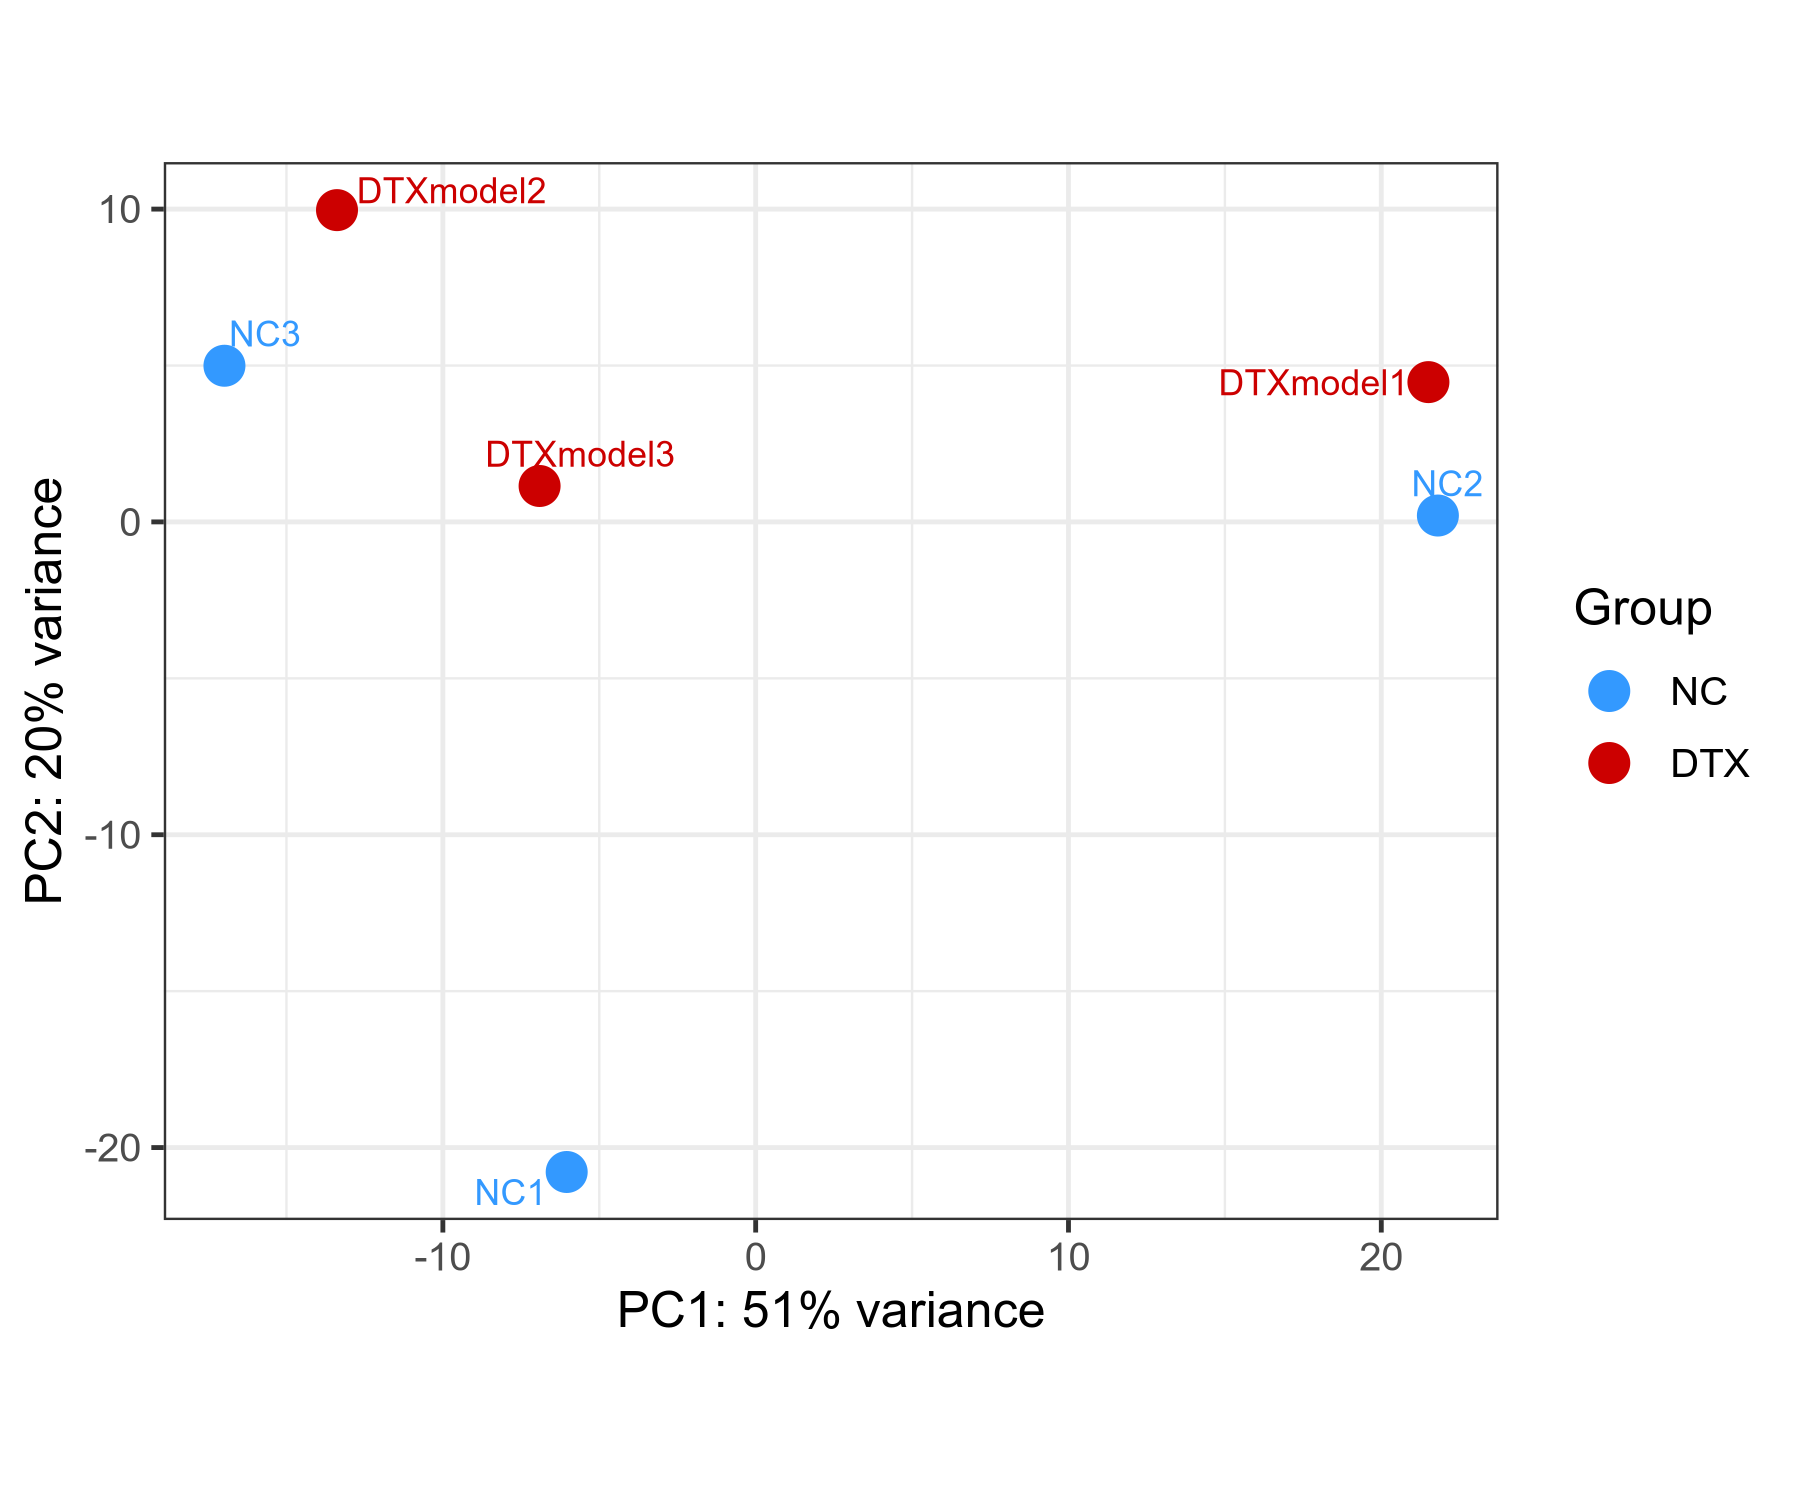 DTXmodel2
10
NC3
DTXmodel1
DTXmodel3
NC2
0
PC2: 20% variance
Group
NC
DTX
-10
-20
NC1
-10
0
10
20
PC1: 51% variance